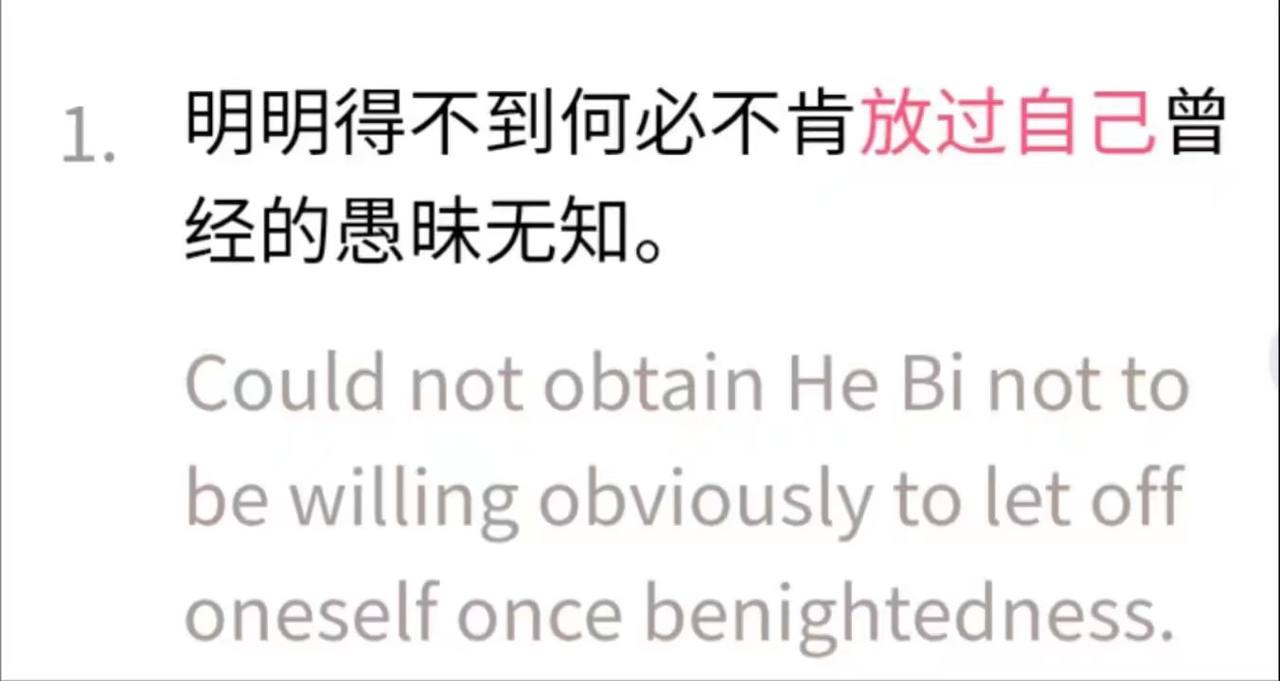 1. 明明得不到何必不肯放过自己曾
经的愚昧无知。
Could not obtain He Bi not to
be willing obviously to let off
oneself once benightedness.